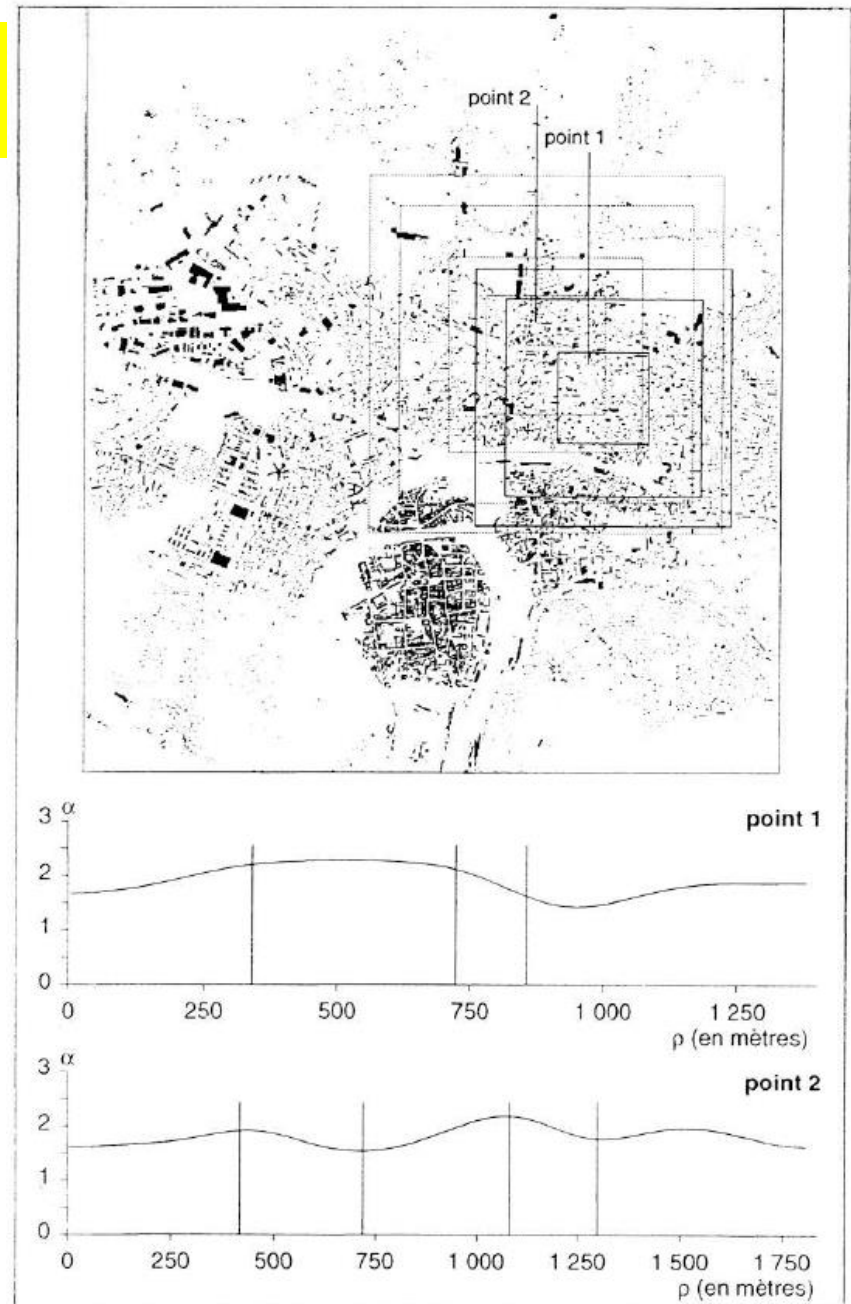 point 2
point 1
3 α
point 1
2
1
0
0 250 500 750 1 000 1 250
ρ (en mètres)
3 α
point 2
2
1
0
0 250 500 750 1 000 1 250 1 500 1 750
ρ (en mètres)